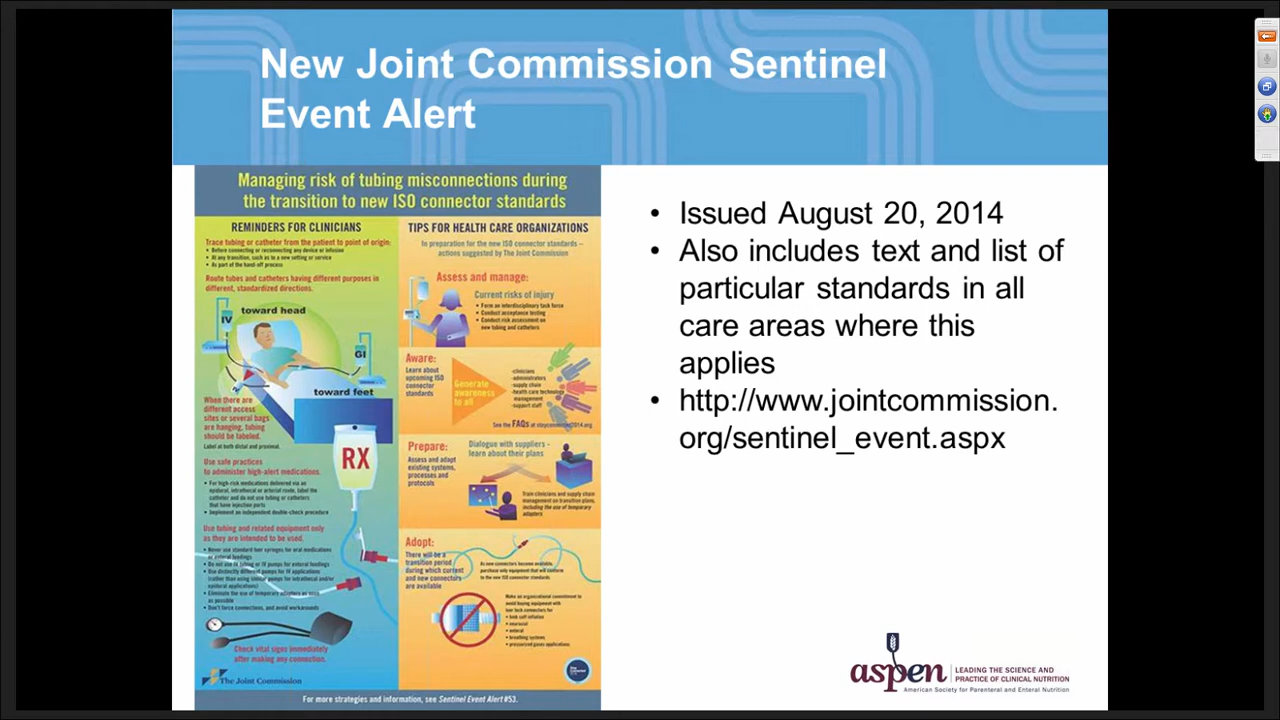 New Joint Commission Sentinel
Event Alert
Managing risk of tubing misconnections during
the transition to new ISO connector standards
REMINDERS FOR CLINICIANS
Trace tubing or catheter from the patient to point of origin:
• Before connecting or reconnecting any device or infusion
• At any transition, such as to a new setting or service
• As part of the hand-off process
Route tubes and catheters having different purposes in
different, standardized directions.
toward head
IV
GI
toward feet
When there are
different access
sites or several bags
are hanging, tubing
should be labeled.
Label at both distal and proximal.
RX
Use safe practices
to administer high-alert medications.
• For high-risk medications delivered via an
epidural, intrathecal or arterial route, label the
catheter and do not use tubing or catheters
that have injection ports
• Implement an independent double-check procedure
Use tubing and related equipment only
as they are intended to be used.
• Never use standard luer syringes for oral medications
or enteral feedings
• Do not use IV tubing or IV pumps for enteral feedings
• Use distinctly different pumps for IV applications
(rather than using similar pumps for intrathecal and/or
epidural applications)
• Eliminate the use of temporary adapters as soon
as possible
• Don't force connections, and avoid workarounds
Check vital signs immediately
after making any connection.
The Joint Commission
TIPS FOR HEALTH CARE ORGANIZATIONS
In preparation for the new ISO connector standards –
actions suggested by The Joint Commission
Assess and manage:
Current risks of injury
• Form an interdisciplinary task force
• Conduct acceptance testing
• Conduct risk assessment on
new tubing and catheters
Aware:
Learn about
upcoming ISO
connector
standards
Generate
awareness
to all
-clinicians
-administrators
-supply chain
-health care technology
management
-support staff
See the FAQs at stayconnected2014.org
Prepare:
Assess and adapt
existing systems,
processes and
protocols
Dialogue with suppliers -
learn about their plans
Train clinicians and supply chain
management on transition plans,
including the use of temporary
adapters
Adopt:
There will be a
transition period
during which current
and new connectors
are available
As new connectors become available,
purchase only equipment that will conform
to the new ISO connector standards
Make an organizational commitment to
avoid buying equipment with
luer lock connectors for
• limb cuff inflation
• neuraxial
• enteral
• breathing systems
• pressurized gases applications
For more strategies and information, see Sentinel Event Alert #53.
• Issued August 20, 2014
• Also includes text and list of
particular standards in all
care areas where this
applies
• http://www.jointcommission.
org/sentinel_event.aspx
aspen
LEADING THE SCIENCE AND
PRACTICE OF CLINICAL NUTRITION
American Society for Parenteral and Enteral Nutrition